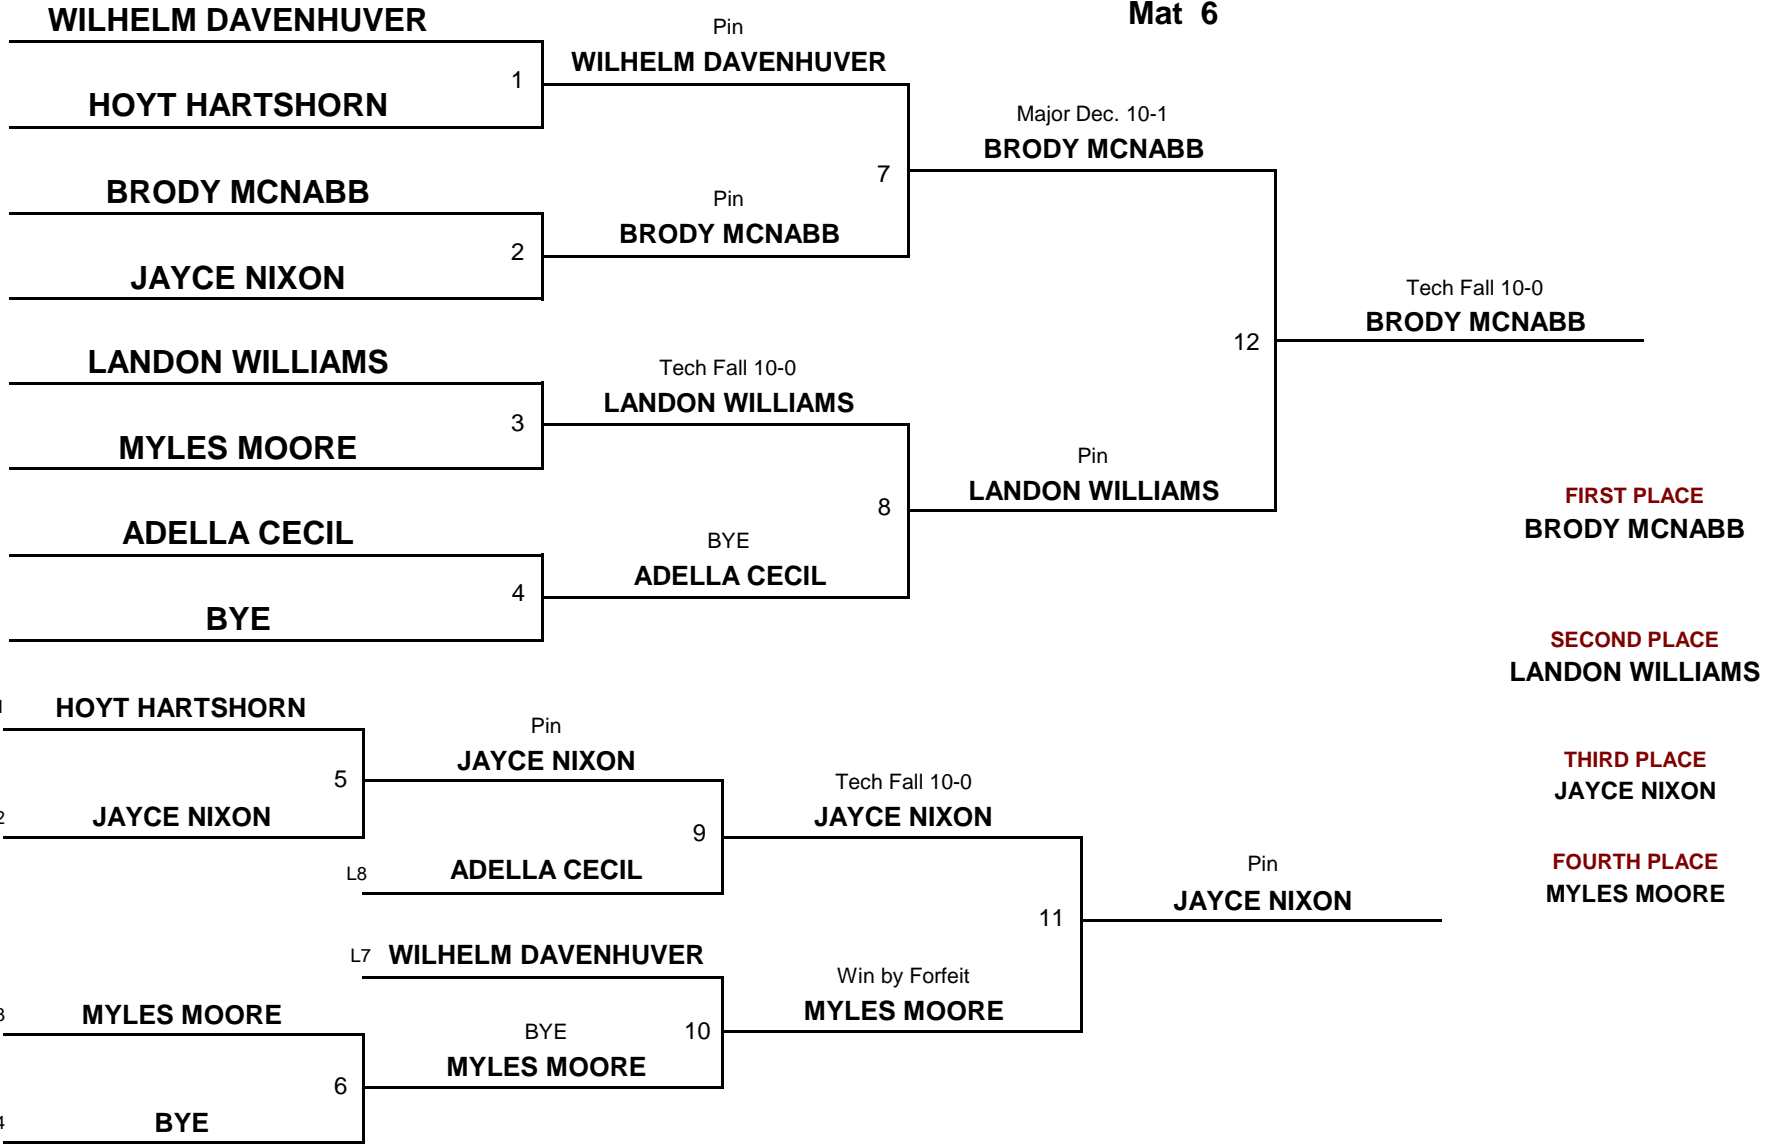 Mat 6
WILHELM DAVENHUVER
HOYT HARTSHORN
1
Pin
WILHELM DAVENHUVER
BRODY MCNABB
JAYCE NIXON
2
Pin
BRODY MCNABB
7
Major Dec. 10-1
BRODY MCNABB
LANDON WILLIAMS
MYLES MOORE
3
Tech Fall 10-0
LANDON WILLIAMS
ADELLA CECIL
BYE
4
BYE
ADELLA CECIL
8
Pin
LANDON WILLIAMS
12
Tech Fall 10-0
BRODY MCNABB
FIRST PLACE
BRODY MCNABB
SECOND PLACE
LANDON WILLIAMS
THIRD PLACE
JAYCE NIXON
FOURTH PLACE
MYLES MOORE
HOYT HARTSHORN
2 JAYCE NIXON
5
Pin
JAYCE NIXON
L8 ADELLA CECIL
9
Tech Fall 10-0
JAYCE NIXON
L7 WILHELM DAVENHUVER
3 MYLES MOORE
4 BYE
6
BYE
MYLES MOORE
10
Win by Forfeit
MYLES MOORE
11
Pin
JAYCE NIXON